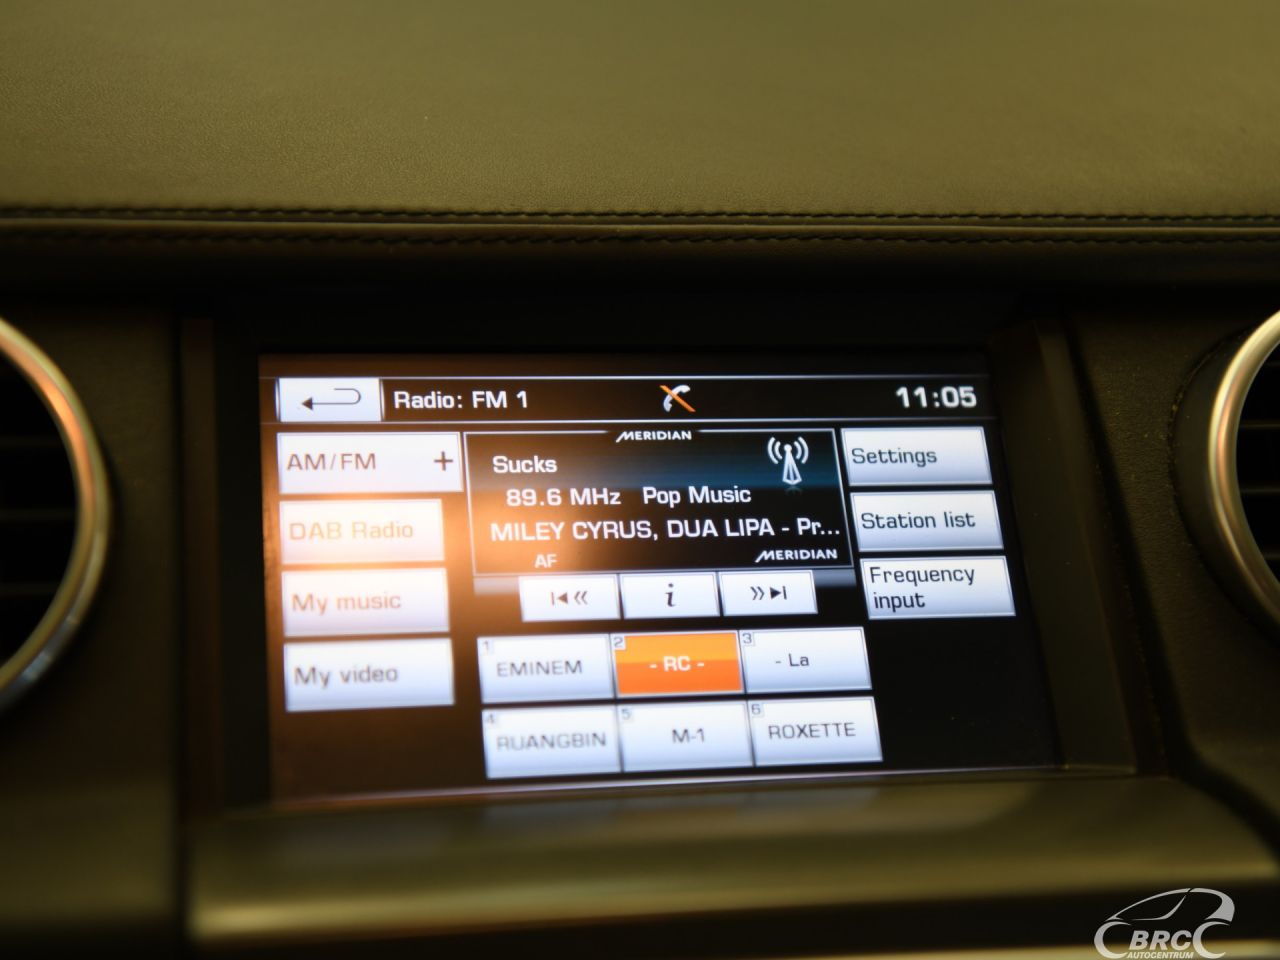 Radio: FM 1
11:05
AM/FM +
DAB Radio
My music
My video
MERIDIAN
Sucks
89.6 MHz Pop Music
MILEY CYRUS, DUA LIPA - Pr...
AF
MERIDIAN
i
Settings
Station list
Frequency
input
1 EMINEM
2 - RC -
3 - La
4 RUANGBIN
5 M-1
6 ROXETTE
BRC
AUTOCENTRUM